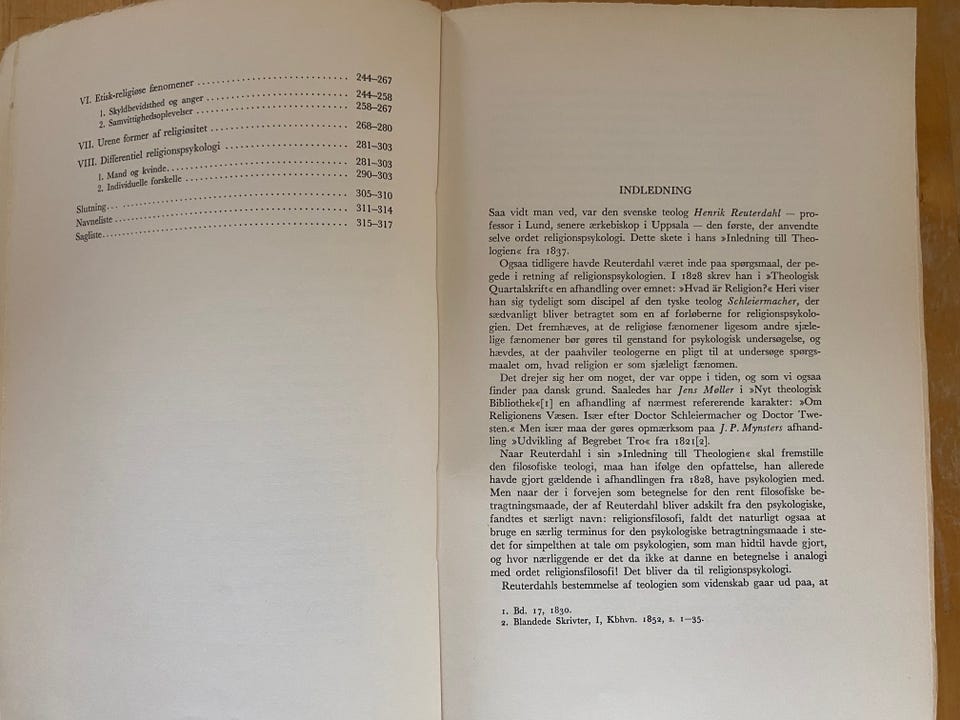 VI. Etisk-religiøse fænomener ........................ 244–267
1. Skyldbevidsthed og anger ........................ 244–258
2. Samvittighedsoplevelser ........................ 258–267
VII. Urene former af religiøsitet ........................ 268–280
VIII. Differentiel religionspsykologi ........................ 281–303
1. Mand og kvinde ........................ 281–303
2. Individuelle forskelle ........................ 290–303
Slutning ........................ 305–310
Navneliste ........................ 311–314
Sagliste ........................ 315–317
INDLEDNING
Saa vidt man ved, var den svenske teolog Henrik Reuterdahl — pro-
fessor i Lund, senere ærkebiskop i Uppsala — den første, der anvendte
selve ordet religionspsykologi. Dette skete i hans »Inledning till Theo-
logien« fra 1837.
Ogsaa tidligere havde Reuterdahl været inde paa spørgsmaal, der pe-
gede i retning af religionspsykologien. I 1828 skrev han i »Theologisk
Quartalskrift« en afhandling over emnet: »Hvad är Religion?« Heri viser
han sig tydeligt som discipel af den tyske teolog Schleiermacher, der
sædvanligt bliver betragtet som en af forløberne for religionspsykolo-
gien. Det fremhæves, at de religiøse fænomener ligesom andre sjæle-
lige fænomener bør gøres til genstand for psykologisk undersøgelse, og
hævdes, at der paahviler teologerne en pligt til at undersøge spørgs-
maalet om, hvad religion er som sjæleligt fænomen.
Det drejer sig her om noget, der var oppe i tiden, og som vi ogsaa
finder paa dansk grund. Saaledes har Jens Møller i »Nyt theologisk
Bibliothek«[1] en afhandling af nærmest refererende karakter: »Om
Religionens Væsen. Især efter Doctor Schleiermacher og Doctor Twe-
sten.« Men især maa der gøres opmærksom paa J. P. Mynsters afhand-
ling »Udvikling af Begrebet Tro« fra 1821[2].
Naar Reuterdahl i sin »Inledning till Theologien« skal fremstille
den filosofiske teologi, maa han ifølge den opfattelse, han allerede
havde gjort gældende i afhandlingen fra 1828, have psykologien med.
Men naar der i forvejen som betegnelse for den rent filosofiske be-
tragtningsmaade, der af Reuterdahl bliver adskilt fra den psykologiske,
fandtes et særligt navn: religionsfilosofi, faldt det naturligt ogsaa at
bruge en særlig terminus for den psykologiske betragtningsmaade i ste-
det for simpelthen at tale om psykologien, som man hidtil havde gjort,
og hvor nærliggende er det da ikke at danne en betegnelse i analogi
med ordet religionsfilosofi! Det bliver da til religionspsykologi.
Reuterdahls bestemmelse af teologien som videnskab gaar ud paa, at
1. Bd. 17, 1830.
2. Blandede Skrivter, I, Kbhvn. 1852, s. 1–35.